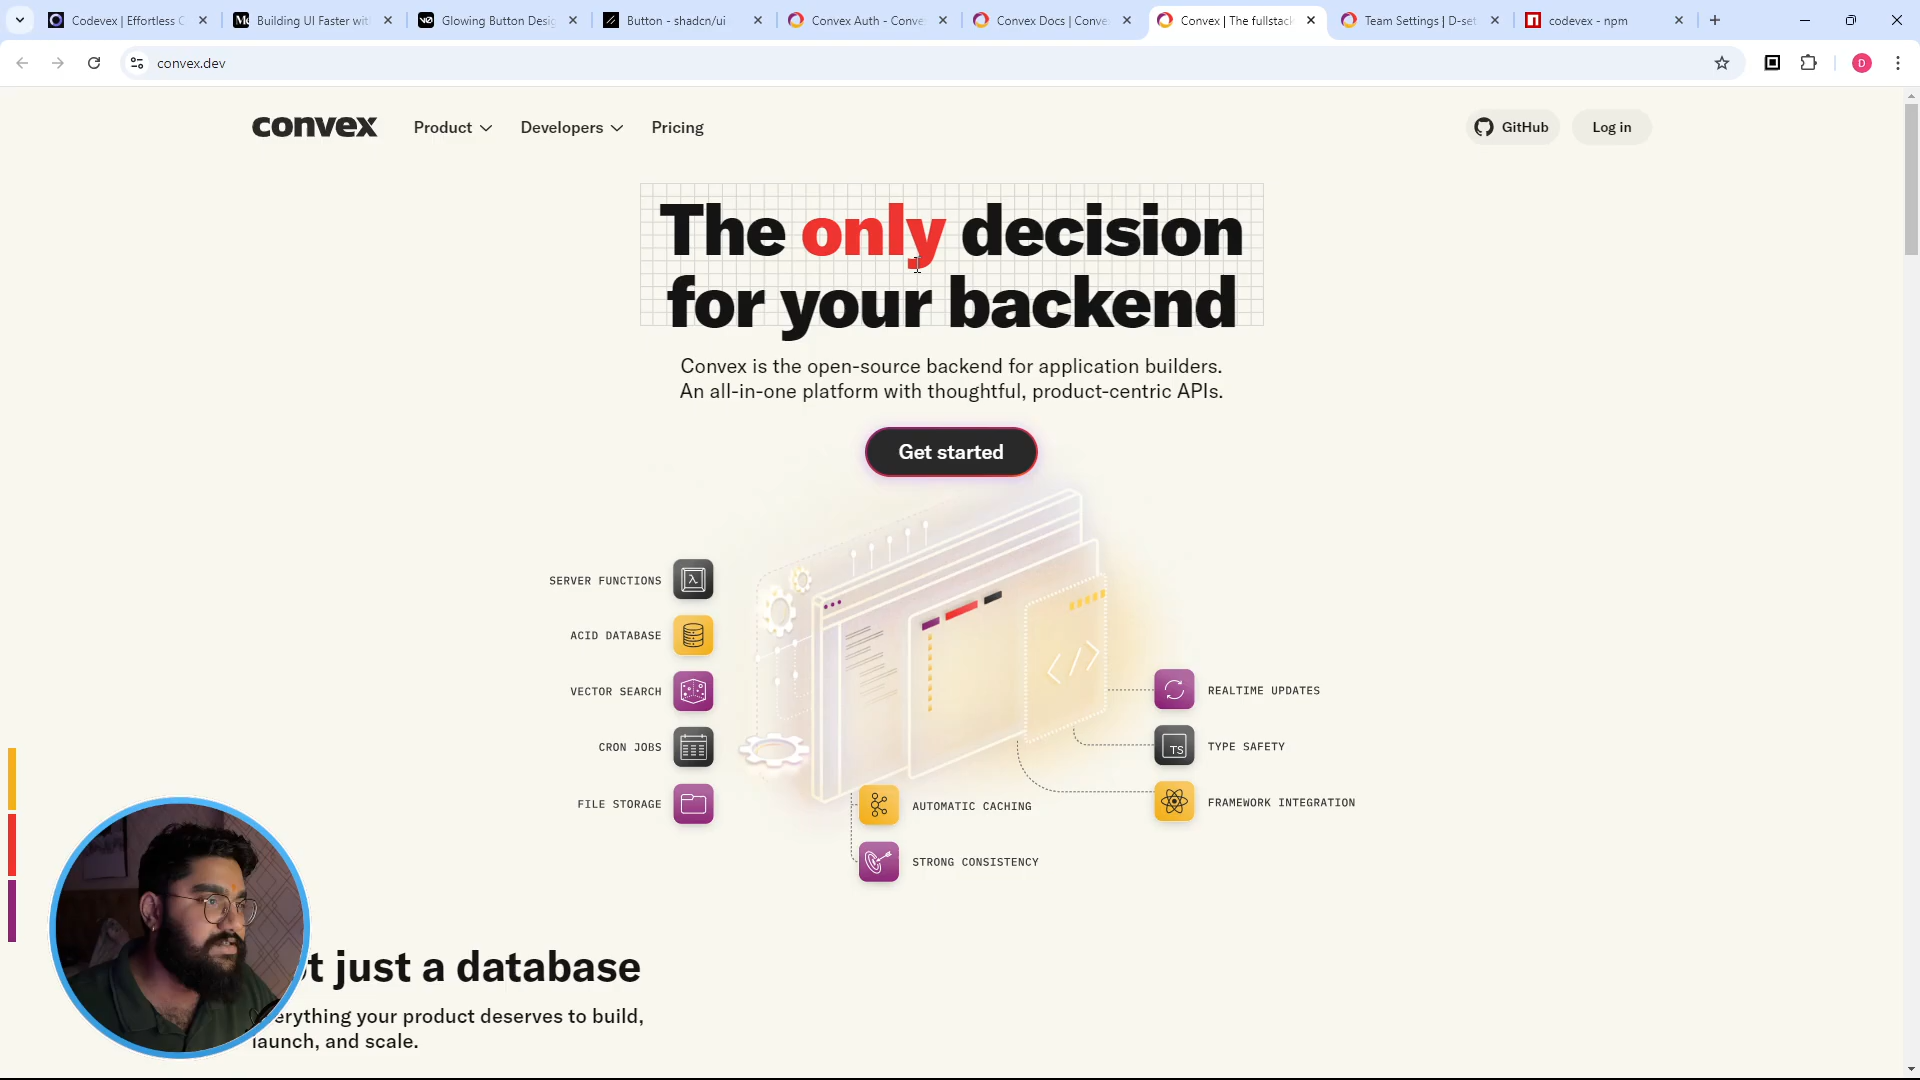 Codevex | Effortless C
Building UI Faster wit
Glowing Button Desig
Button - shadcn/ui
Convex Auth - Conve
Convex Docs | Conve
Convex | The fullstack
Team Settings | D-set
codevex - npm
convex.dev
D
convex
Product
Developers
Pricing
GitHub
Log in
The only decision
for your backend
Convex is the open-source backend for application builders.
An all-in-one platform with thoughtful, product-centric APIs.
Get started
SERVER FUNCTIONS
ACID DATABASE
VECTOR SEARCH
CRON JOBS
FILE STORAGE
AUTOMATIC CACHING
STRONG CONSISTENCY
REALTIME UPDATES
TS
TYPE SAFETY
FRAMEWORK INTEGRATION
t just a database
erything your product deserves to build,
launch, and scale.